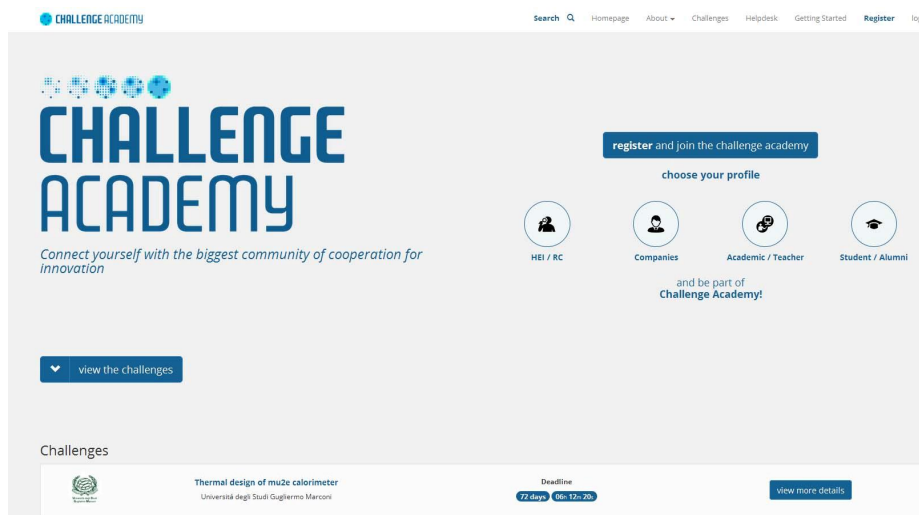 CHALLENGE ACADEMY
Search Homepage About Challenges Helpdesk Getting Started Register
CHALLENGE
ACADEMY
Connect yourself with the biggest community of cooperation for
innovation
register and join the challenge academy
choose your profile
HEI / RC Companies Academic / Teacher Student / Alumni
and be part of
Challenge Academy!
view the challenges
Challenges
Thermal design of mu2e calorimeter
Universitá degli Studi Gugliermo Marconi
Deadline
72 days 06h 12m 20s
view more details